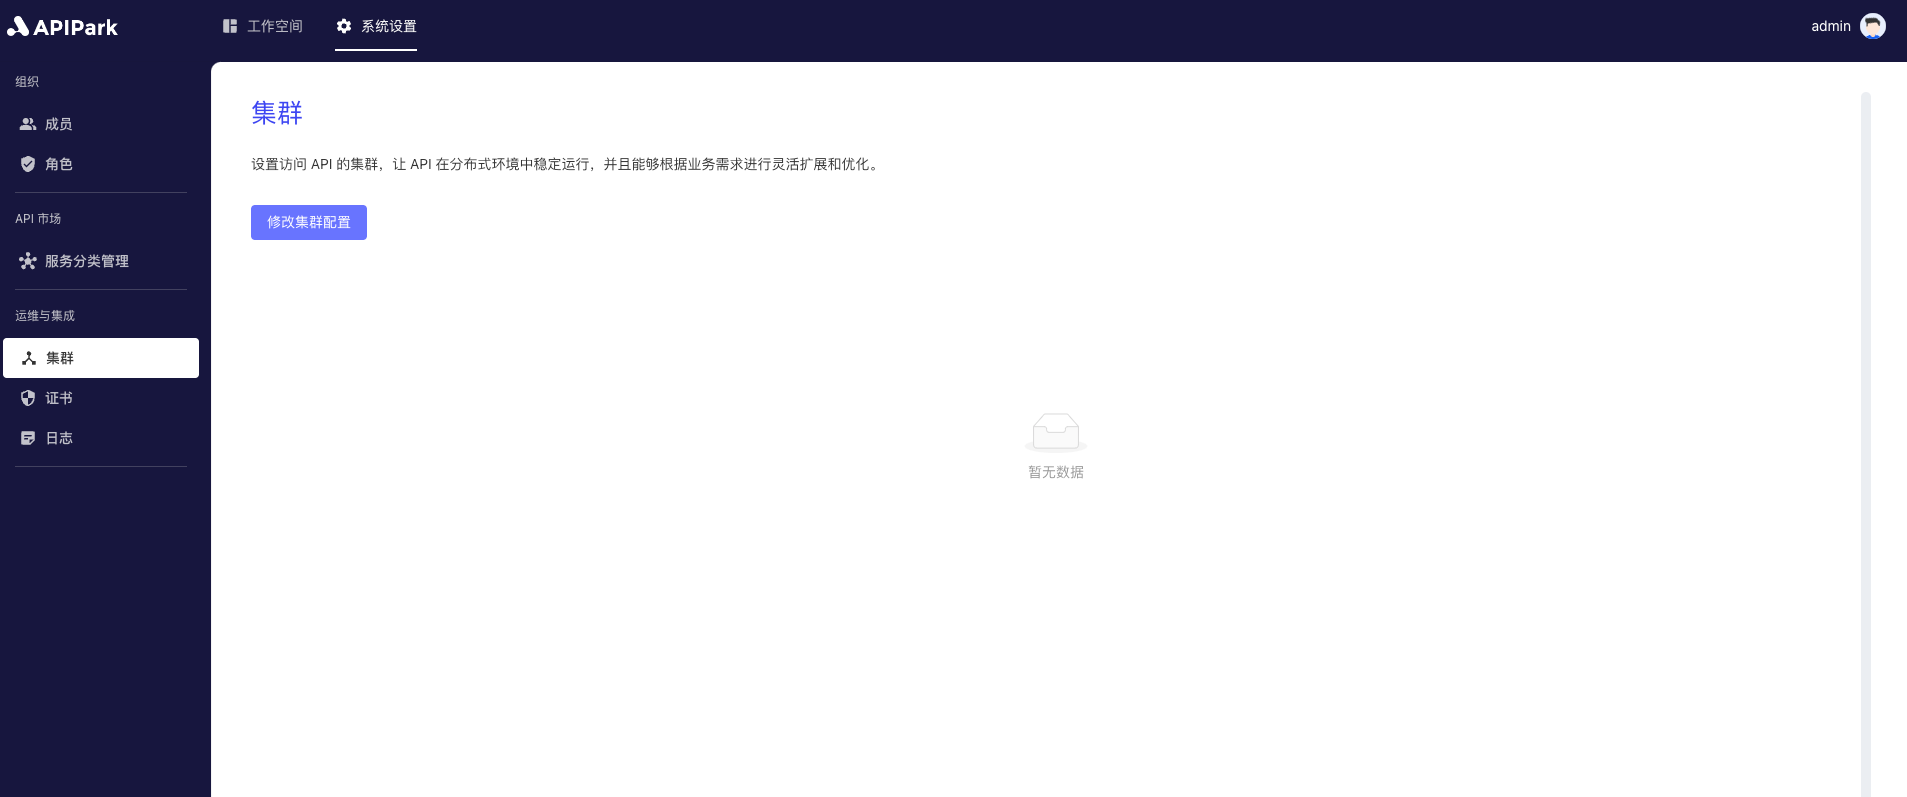 APIPark
工作空间
系统设置
admin
组织
成员
角色
API 市场
服务分类管理
运维与集成
集群
证书
日志
集群
设置访问 API 的集群，让 API 在分布式环境中稳定运行，并且能够根据业务需求进行灵活扩展和优化。
修改集群配置
暂无数据